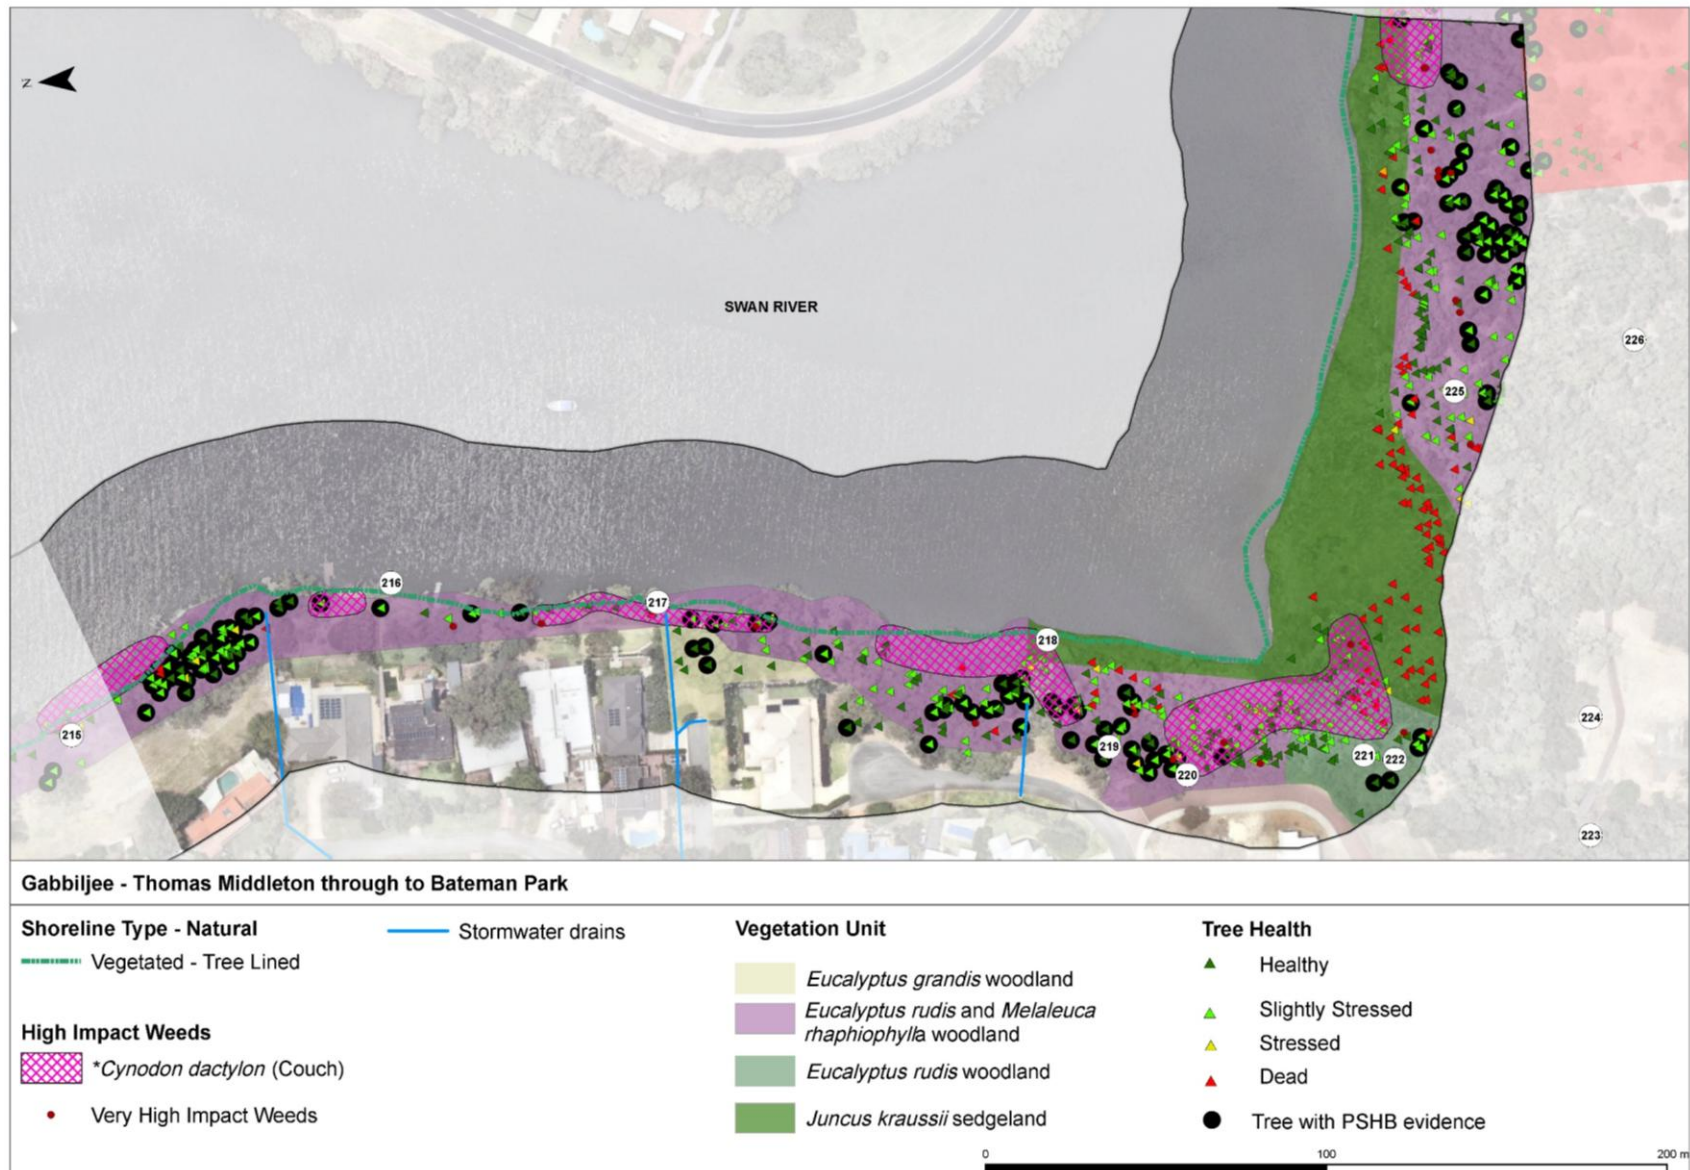 N
SWAN RIVER
226
225
216
217
218
215
224
219
221
222
220
223
Gabbiljee - Thomas Middleton through to Bateman Park
Shoreline Type - Natural
Vegetated - Tree Lined
High Impact Weeds
*Cynodon dactylon (Couch)
Very High Impact Weeds
Stormwater drains
Vegetation Unit
Eucalyptus grandis woodland
Eucalyptus rudis and Melaleuca
rhaphiophylla woodland
Eucalyptus rudis woodland
Juncus kraussii sedgeland
Tree Health
Healthy
Slightly Stressed
Stressed
Dead
Tree with PSHB evidence
0 100 200 m